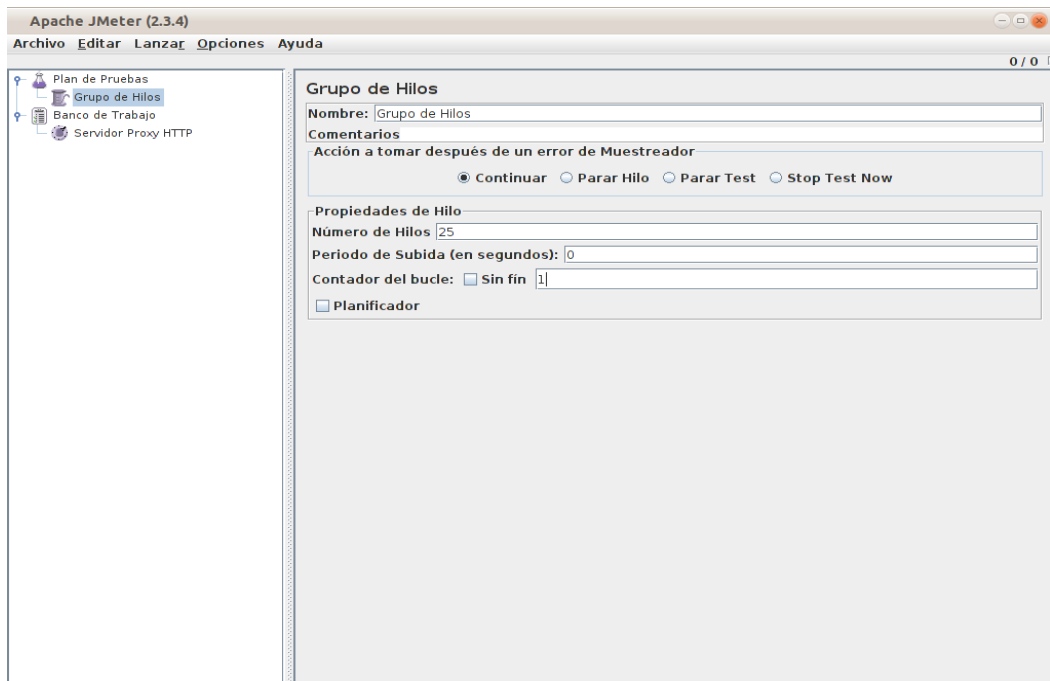 Apache JMeter (2.3.4)
Archivo Editar Lanzar Opciones Ayuda
0 / 0
Plan de Pruebas
Grupo de Hilos
Banco de Trabajo
Servidor Proxy HTTP
Grupo de Hilos
Nombre: Grupo de Hilos
Comentarios
Acción a tomar después de un error de Muestreador
Continuar Parar Hilo Parar Test Stop Test Now
Propiedades de Hilo
Número de Hilos 25
Periodo de Subida (en segundos): 0
Contador del bucle: Sin fín 1
Planificador